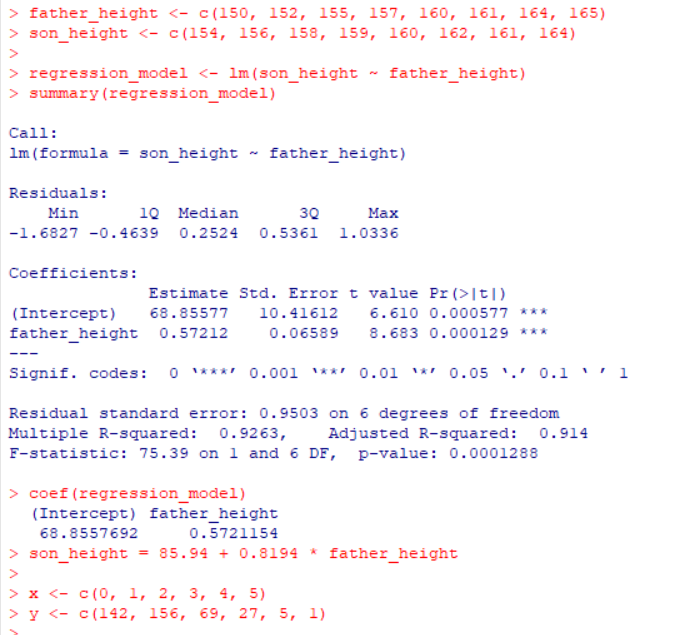 > father_height <- c(150, 152, 155, 157, 160, 161, 164, 165)
> son_height <- c(154, 156, 158, 159, 160, 162, 161, 164)
>
> regression_model <- lm(son_height ~ father_height)
> summary(regression_model)

Call:
lm(formula = son_height ~ father_height)

Residuals:
    Min      1Q  Median      3Q     Max
-1.6827 -0.4639  0.2524  0.5361  1.0336

Coefficients:
              Estimate Std. Error t value Pr(>|t|)
(Intercept)   68.85577   10.41612   6.610 0.000577 ***
father_height  0.57212    0.06589   8.683 0.000129 ***
---
Signif. codes:  0 ‘***’ 0.001 ‘**’ 0.01 ‘*’ 0.05 ‘.’ 0.1 ‘ ’ 1

Residual standard error: 0.9503 on 6 degrees of freedom
Multiple R-squared:  0.9263,    Adjusted R-squared:  0.914
F-statistic: 75.39 on 1 and 6 DF,  p-value: 0.0001288

> coef(regression_model)
  (Intercept) father_height
   68.8557692     0.5721154
> son_height = 85.94 + 0.8194 * father_height
>
> x <- c(0, 1, 2, 3, 4, 5)
> y <- c(142, 156, 69, 27, 5, 1)
>